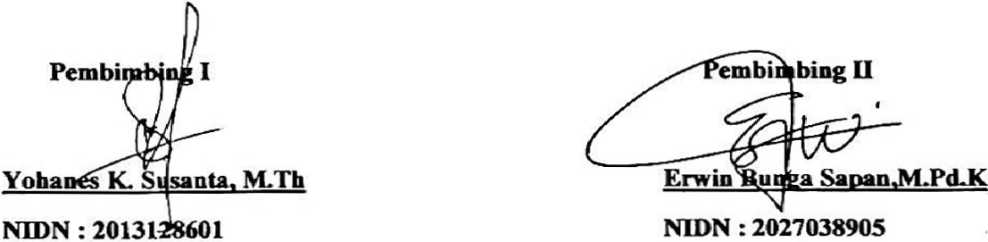 Pembimbing I
Yohanes K. Susanta, M.Th
NIDN : 2013128601
Pembimbing II
Erwin Bunga Sapan,M.Pd.K
NIDN : 2027038905